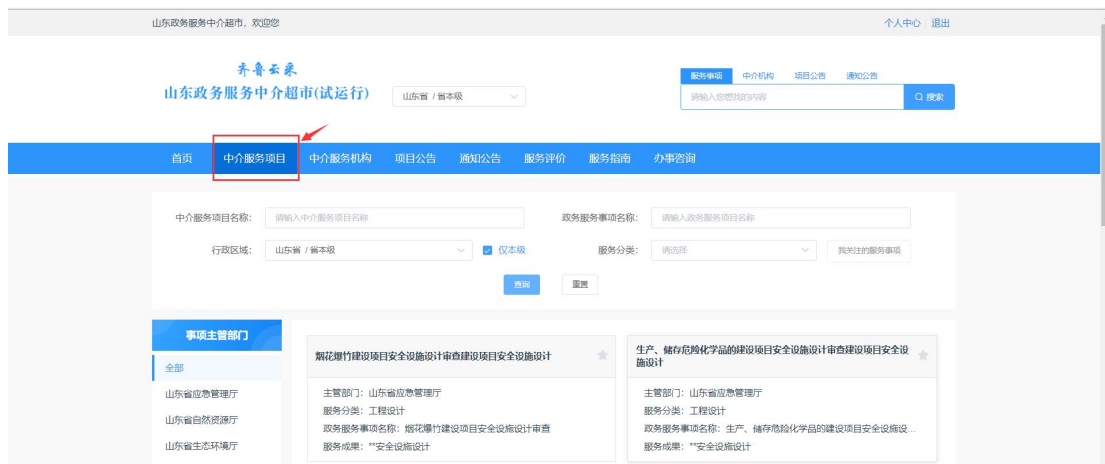 山东政务服务中介超市，欢迎您
个人中心 退出
齐鲁云采
山东政务服务中介超市(试运行)
山东省 / 省本级
服务事项 中介机构 项目公告 通知公告
请输入您想找的内容
搜索
首页 中介服务项目 中介服务机构 项目公告 通知公告 服务评价 服务指南 办事咨询
中介服务项目名称： 请输入中介服务项目名称 政务服务事项名称： 请输入政务服务项目名称
行政区域： 山东省 / 省本级 仅本级 服务分类： 请选择 我关注的服务事项
查询 重置
事项主管部门
全部
山东省应急管理厅
山东省自然资源厅
山东省生态环境厅
烟花爆竹建设项目安全设施设计审查建设项目安全设施设计
主管部门：山东省应急管理厅
服务分类：工程设计
政务服务事项名称：烟花爆竹建设项目安全设施设计审查
服务成果：**安全设施设计
生产、储存危险化学品的建设项目安全设施设计审查建设项目安全设
施设计
主管部门：山东省应急管理厅
服务分类：工程设计
政务服务事项名称：生产、储存危险化学品的建设项目安全设施设...
服务成果：**安全设施设计